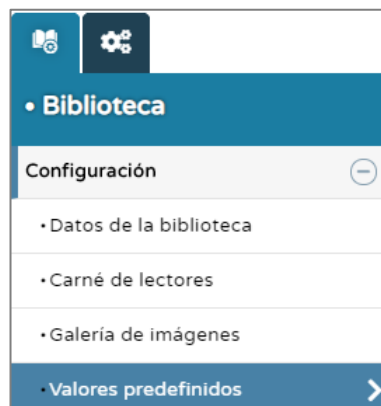 • Biblioteca
Configuración
• Datos de la biblioteca
• Carné de lectores
• Galería de imágenes
• Valores predefinidos